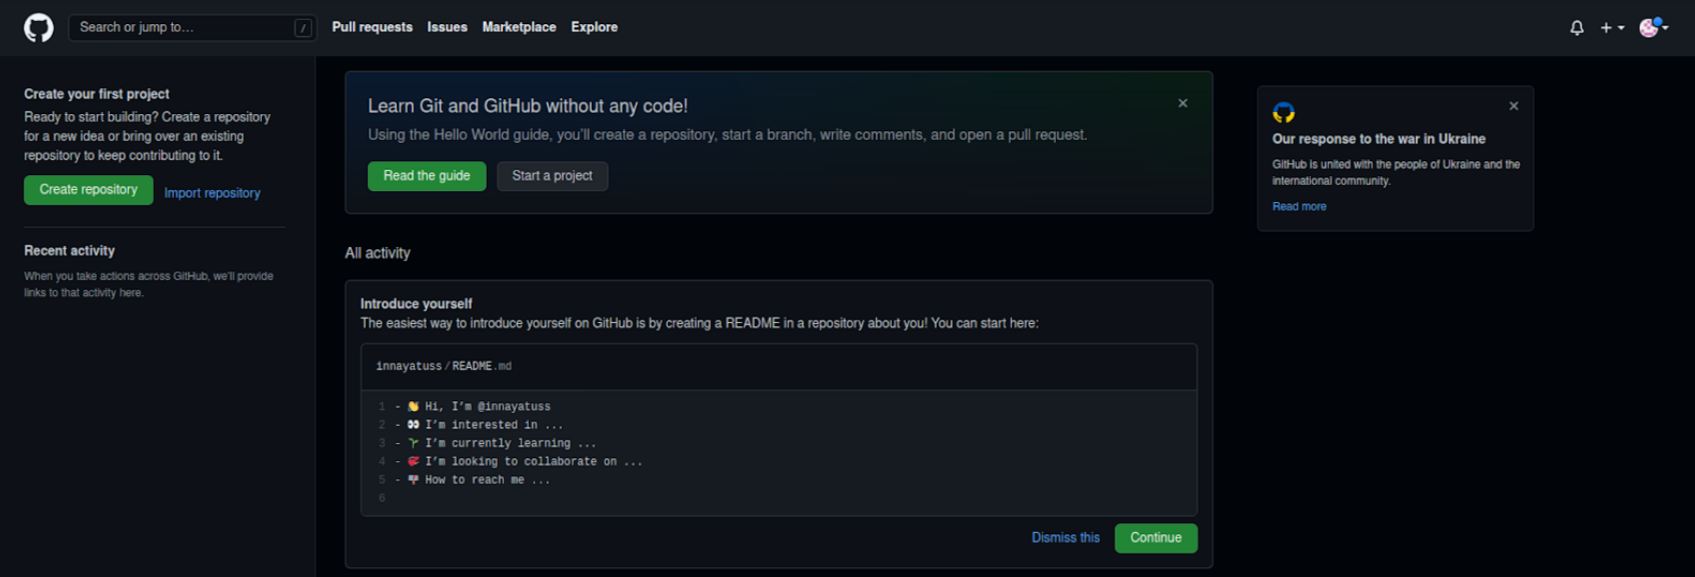 Search or jump to...
/
Pull requests Issues Marketplace Explore
Create your first project
Ready to start building? Create a repository
for a new idea or bring over an existing
repository to keep contributing to it.
Create repository Import repository
Recent activity
When you take actions across GitHub, we'll provide
links to that activity here.
Learn Git and GitHub without any code!
Using the Hello World guide, you'll create a repository, start a branch, write comments, and open a pull request.
Read the guide Start a project
All activity
Introduce yourself
The easiest way to introduce yourself on GitHub is by creating a README in a repository about you! You can start here:
innayatuss/README.md
1 - 👋 Hi, I'm @innayatuss
2 - 👀 I'm interested in ...
3 - 🌱 I'm currently learning ...
4 - 💞️ I'm looking to collaborate on ...
5 - 📫 How to reach me ...
6
Dismiss this Continue
Our response to the war in Ukraine
GitHub is united with the people of Ukraine and the
international community.
Read more